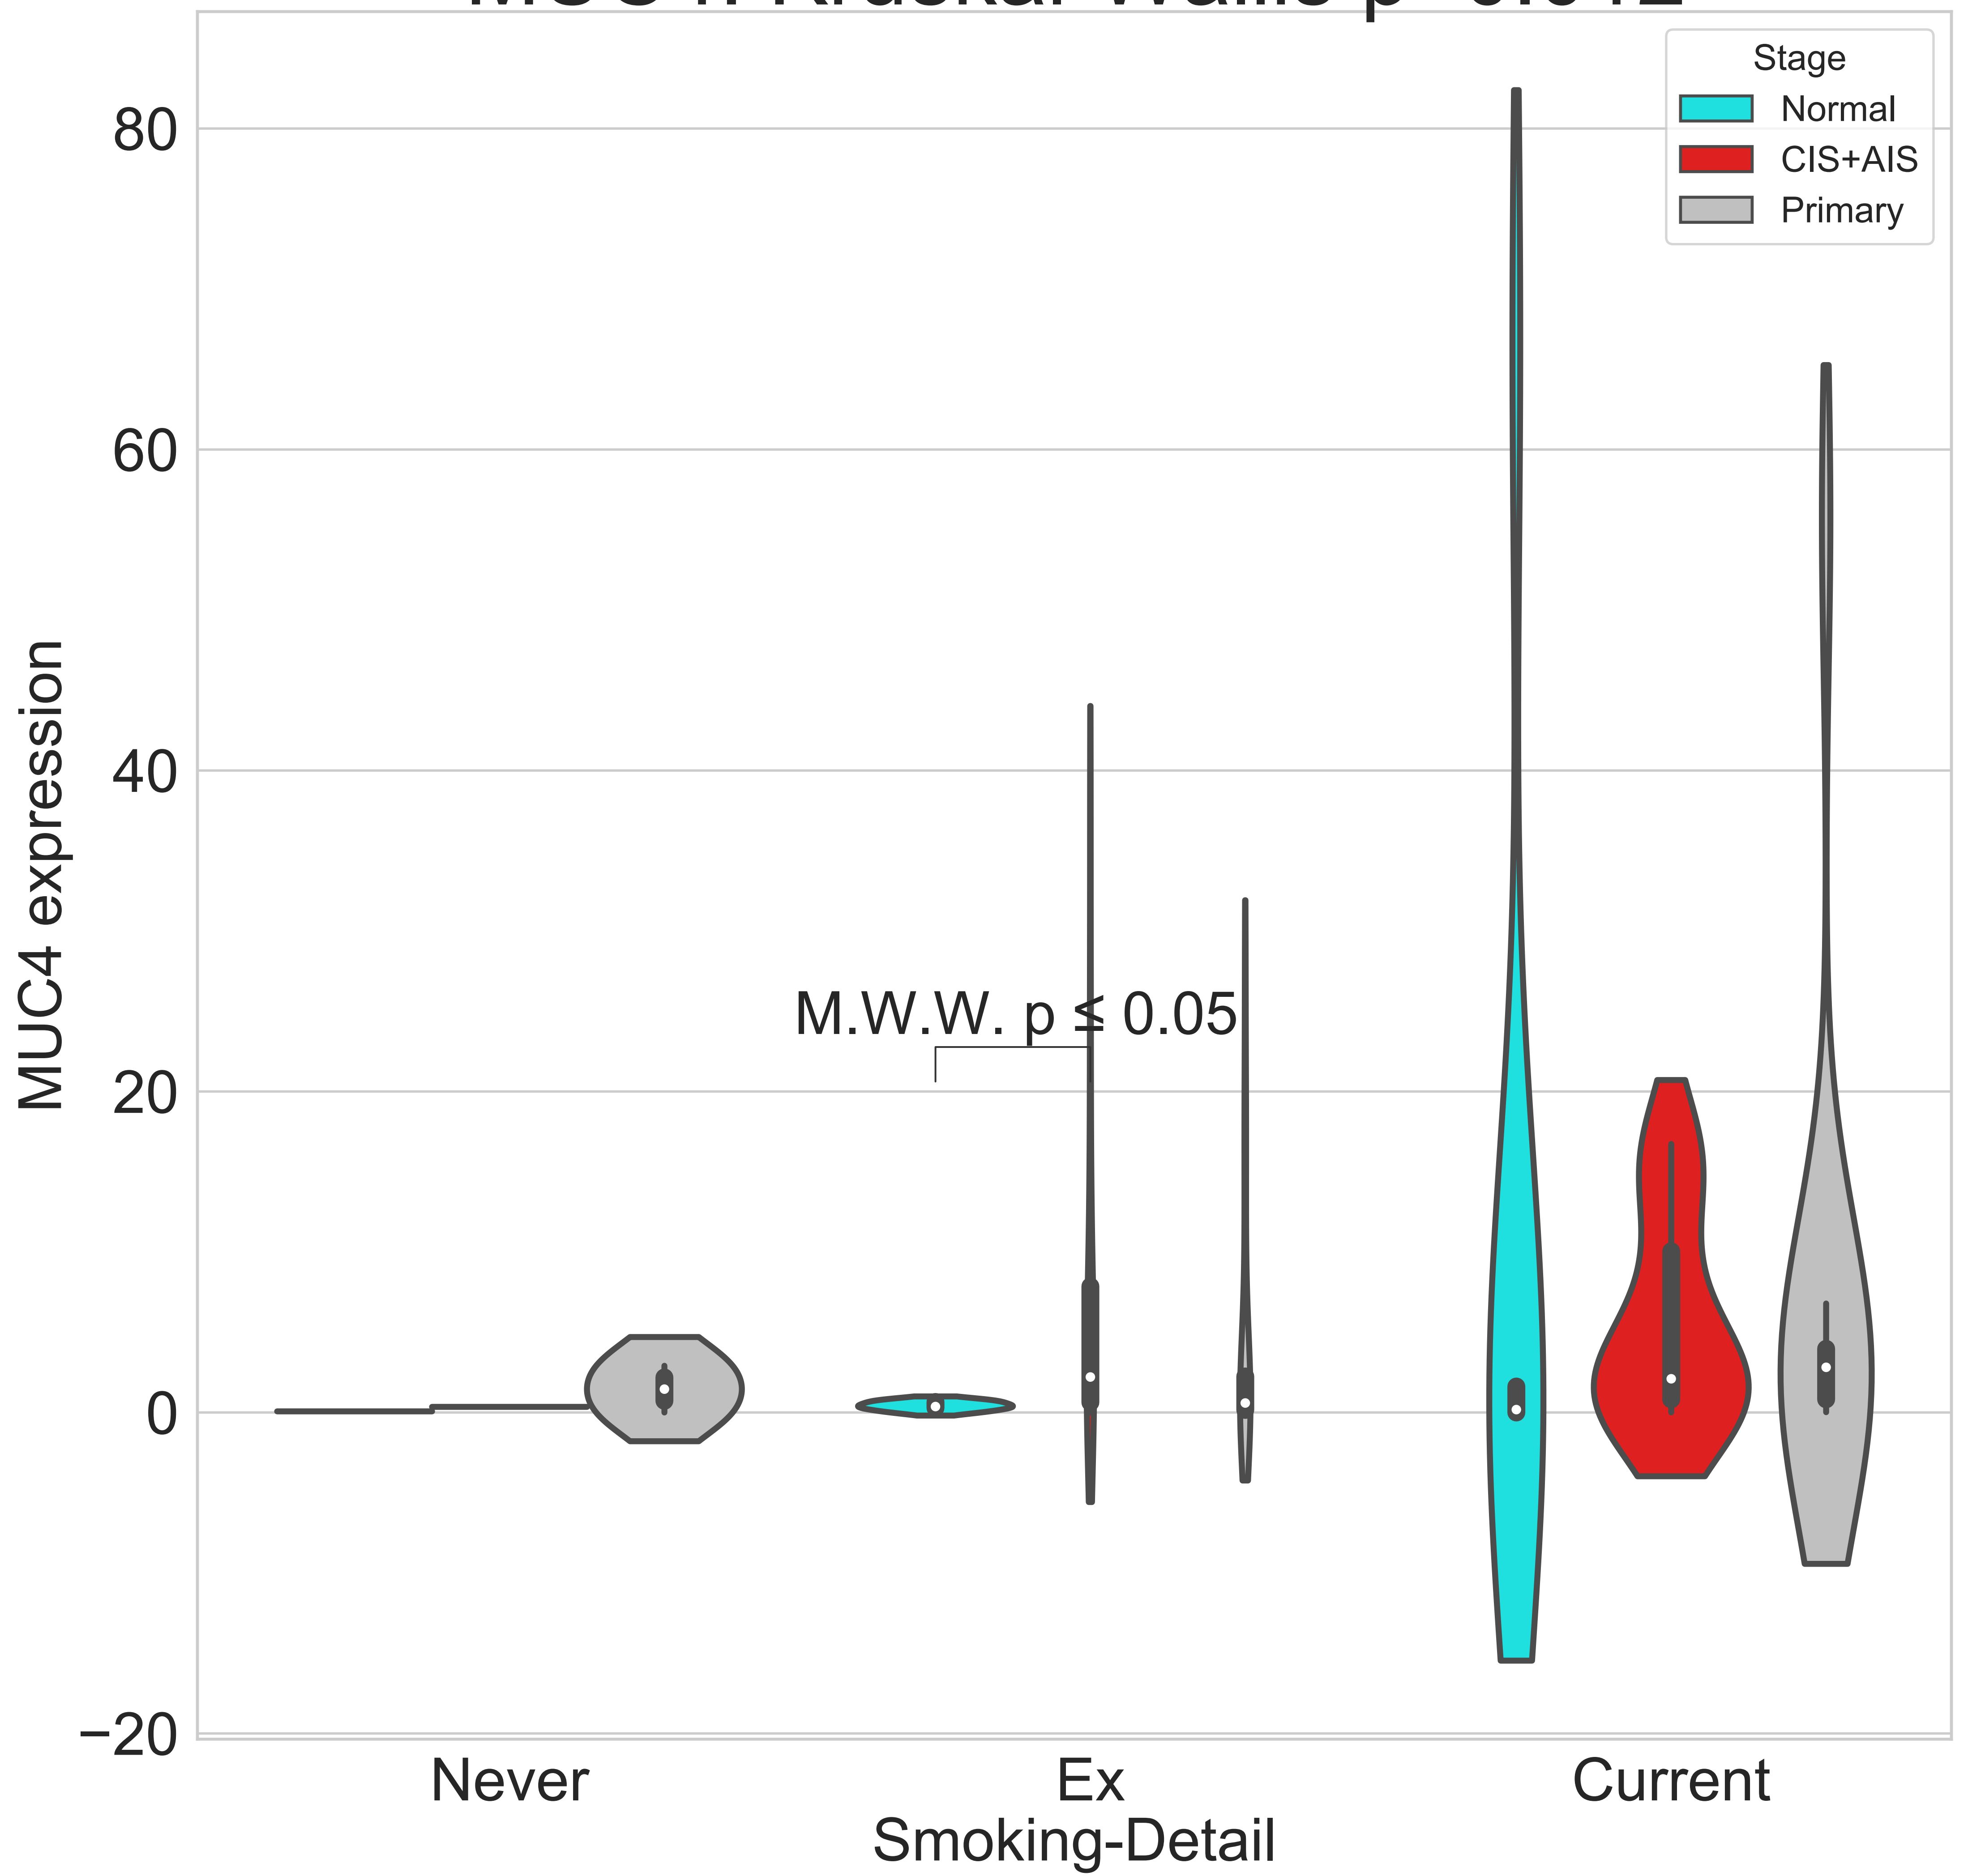 Stage
Normal
CIS+AIS
Primary
80
60
40
20
0
−20
MUC4 expression
M.W.W. p ≤ 0.05
Never
Ex
Current
Smoking-Detail